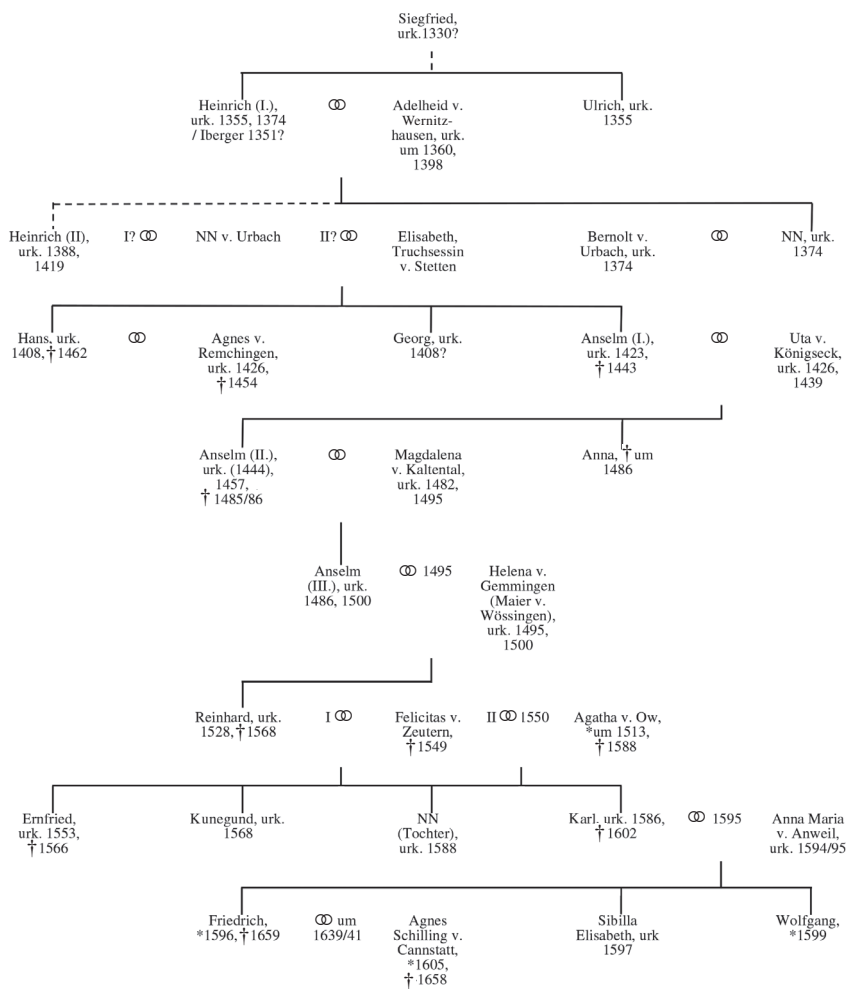 Siegfried,
urk.1330?
Heinrich (I.),
urk. 1355, 1374
/ Iberger 1351?
⚭
Adelheid v.
Wernitz-
hausen, urk.
um 1360,
1398
Ulrich, urk.
1355
Heinrich (II),
urk. 1388,
1419
I? ⚭
NN v. Urbach
II? ⚭
Elisabeth,
Truchsessin
v. Stetten
Bernolt v.
Urbach, urk.
1374
⚭
NN, urk.
1374
Hans, urk.
1408, † 1462
⚭
Agnes v.
Remchingen,
urk. 1426,
† 1454
Georg, urk.
1408?
Anselm (I.),
urk. 1423,
† 1443
⚭
Uta v.
Königseck,
urk. 1426,
1439
Anselm (II.),
urk. (1444),
1457,
† 1485/86
⚭
Magdalena
v. Kaltental,
urk. 1482,
1495
Anna, † um
1486
Anselm
(III.), urk.
1486, 1500
⚭ 1495
Helena v.
Gemmingen
(Maier v.
Wössingen),
urk. 1495,
1500
Reinhard, urk.
1528, † 1568
I ⚭
Felicitas v.
Zeutern,
† 1549
II ⚭ 1550
Agatha v. Ow,
*um 1513,
† 1588
Ernfried,
urk. 1553,
† 1566
Kunegund, urk.
1568
NN
(Tochter),
urk. 1588
Karl. urk. 1586,
† 1602
⚭ 1595
Anna Maria
v. Anweil,
urk. 1594/95
Friedrich,
*1596, † 1659
⚭ um
1639/41
Agnes
Schilling v.
Cannstatt,
*1605,
† 1658
Sibilla
Elisabeth, urk
1597
Wolfgang,
*1599